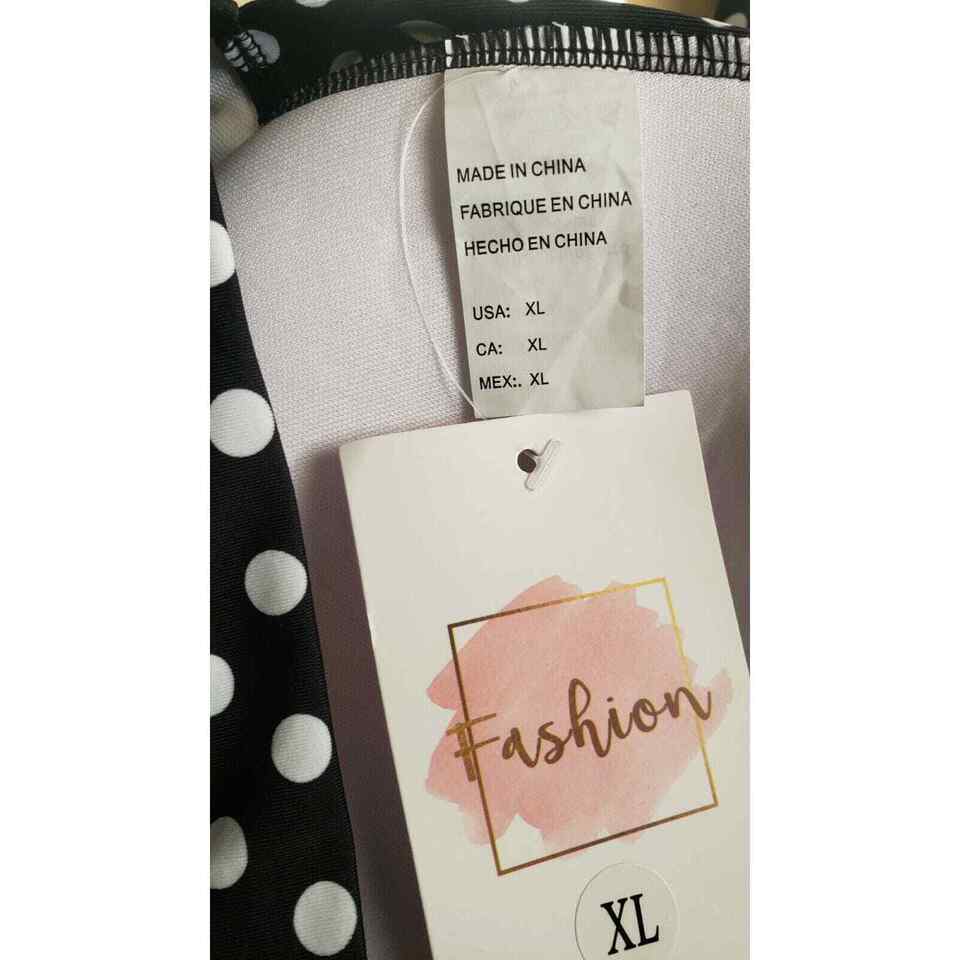 MADE IN CHINA
FABRIQUE EN CHINA
HECHO EN CHINA
USA: XL
CA: XL
MEX:. XL
Fashion
XL